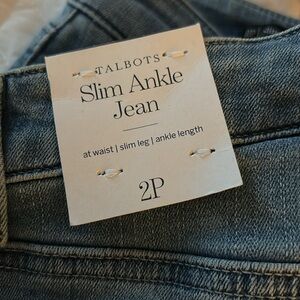 TALBOTS
Slim Ankle
Jean
at waist | slim leg | ankle length
2P